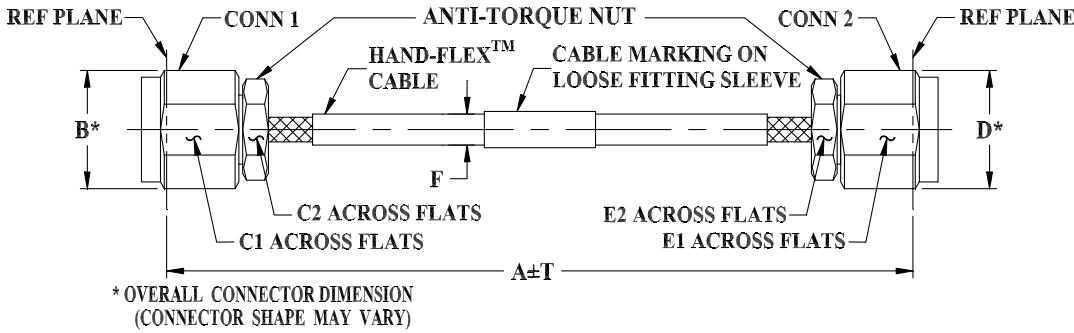 REF PLANE
CONN 1
ANTI-TORQUE NUT
CONN 2
REF PLANE
HAND-FLEX™
CABLE
CABLE MARKING ON
LOOSE FITTING SLEEVE
B*
D*
F
C2 ACROSS FLATS
E2 ACROSS FLATS
C1 ACROSS FLATS
E1 ACROSS FLATS
A±T
* OVERALL CONNECTOR DIMENSION
(CONNECTOR SHAPE MAY VARY)